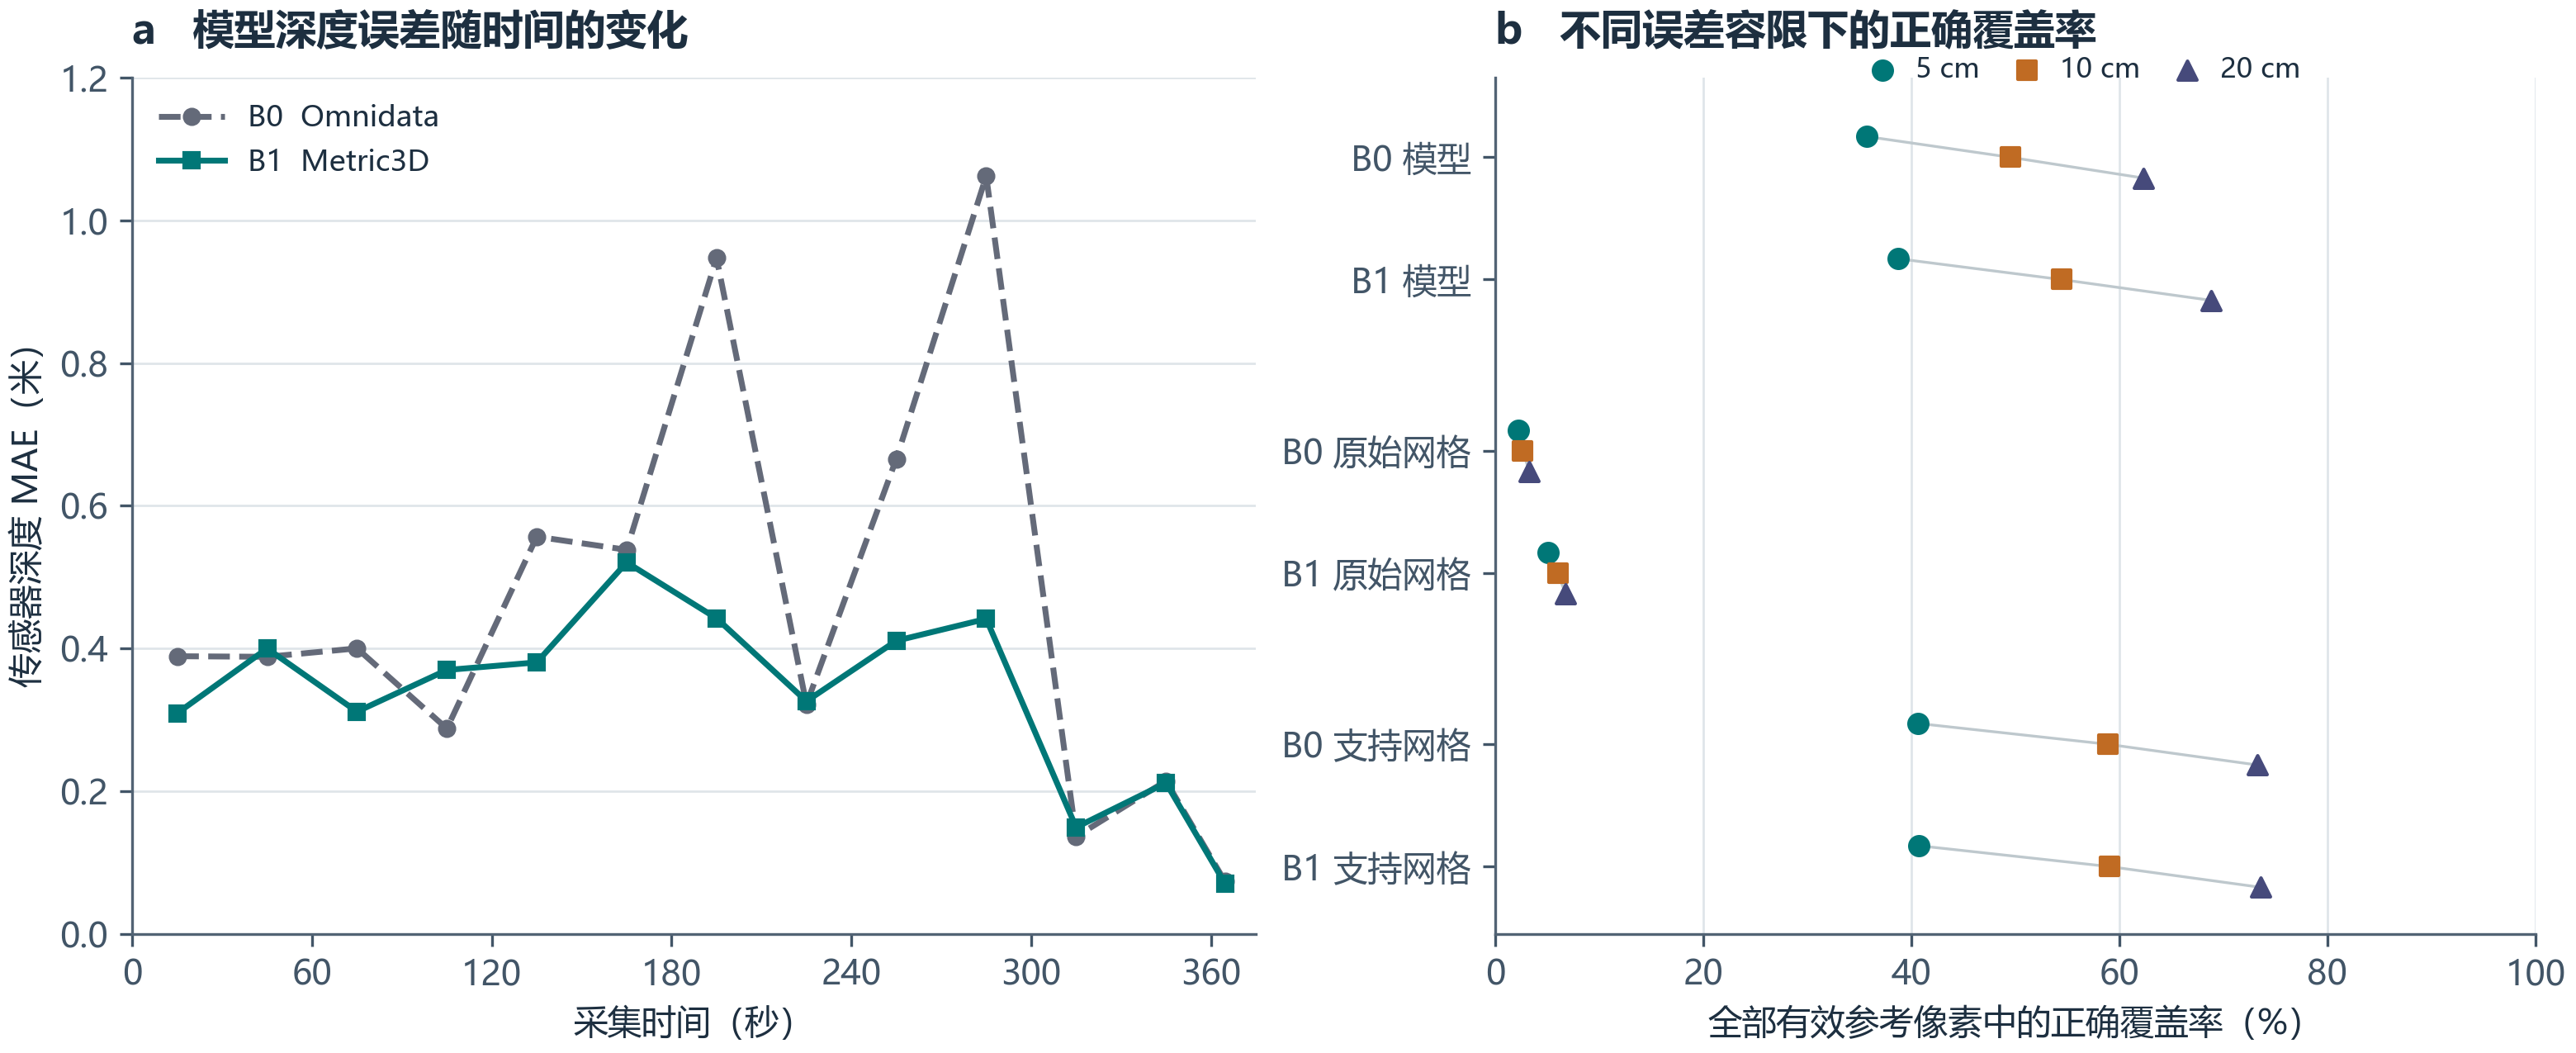 a 模型深度误差随时间的变化
1.2
1.0
0.8
0.6
0.4
0.2
0.0
传感器深度 MAE（米）
B0 Omnidata
B1 Metric3D
0 60 120 180 240 300 360
采集时间（秒）
b 不同误差容限下的正确覆盖率
5 cm 10 cm 20 cm
B0 模型
B1 模型
B0 原始网格
B1 原始网格
B0 支持网格
B1 支持网格
0 20 40 60 80 100
全部有效参考像素中的正确覆盖率（%）